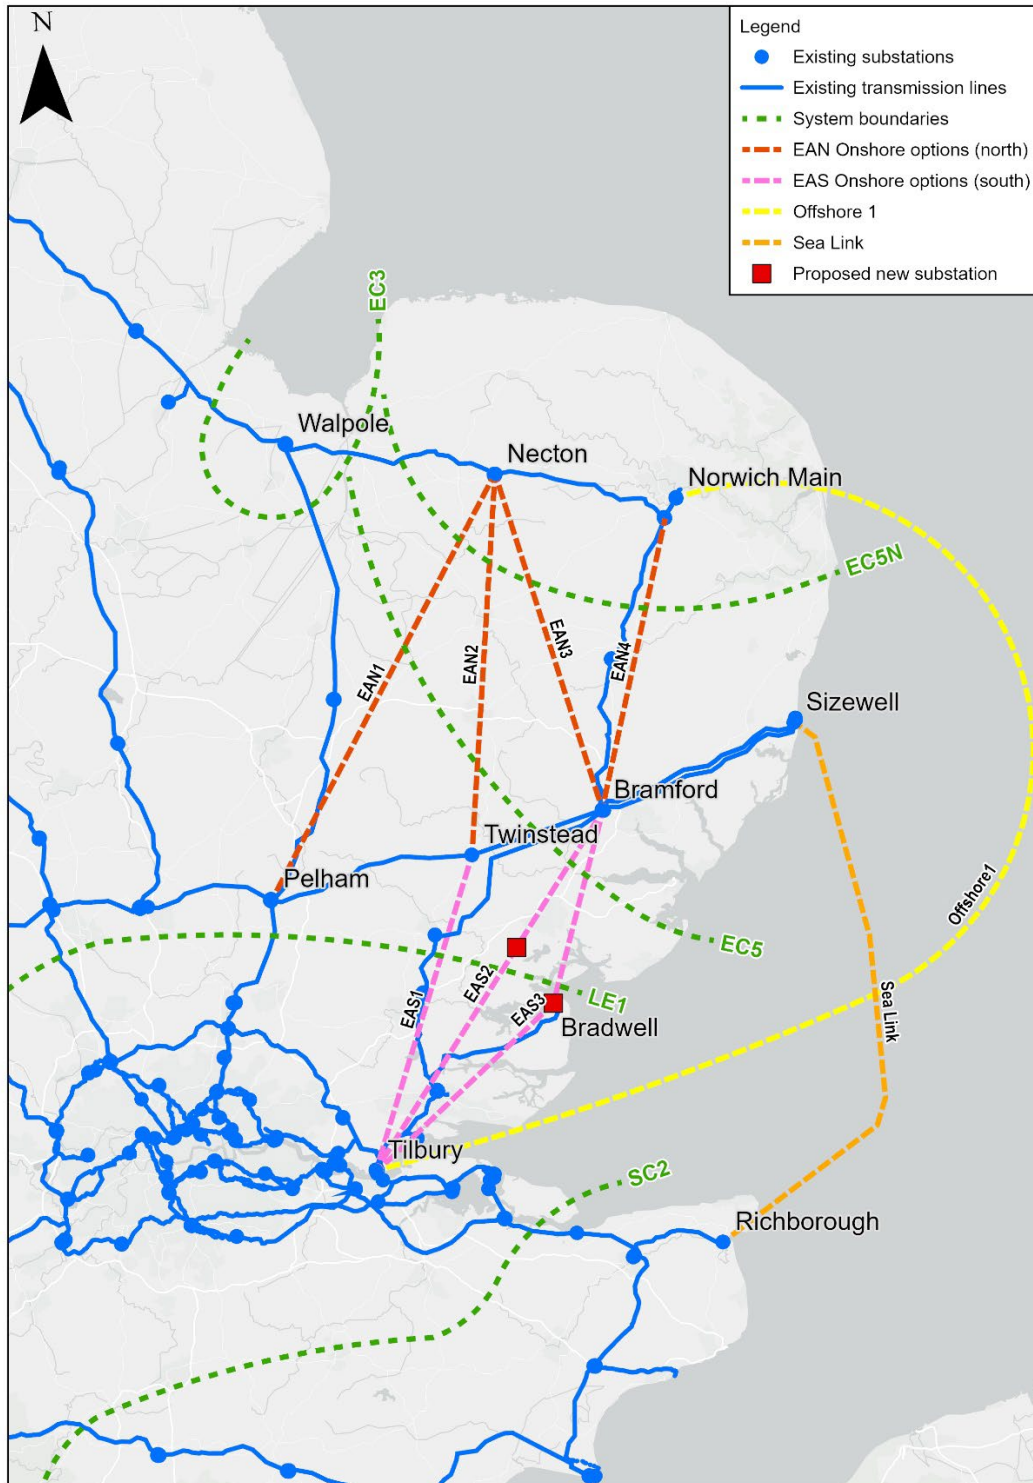 N
Legend
Existing substations
Existing transmission lines
System boundaries
EAN Onshore options (north)
EAS Onshore options (south)
Offshore 1
Sea Link
Proposed new substation
EC3
Walpole
Necton
Norwich Main
EC5N
EAN1
EAN2
EAN3
EAN4
Sizewell
Bramford
Twinstead
Pelham
Offshore1
EC5
LE1
EAS1
EAS2
EAS3
Sea Link
Bradwell
Tilbury
SC2
Richborough